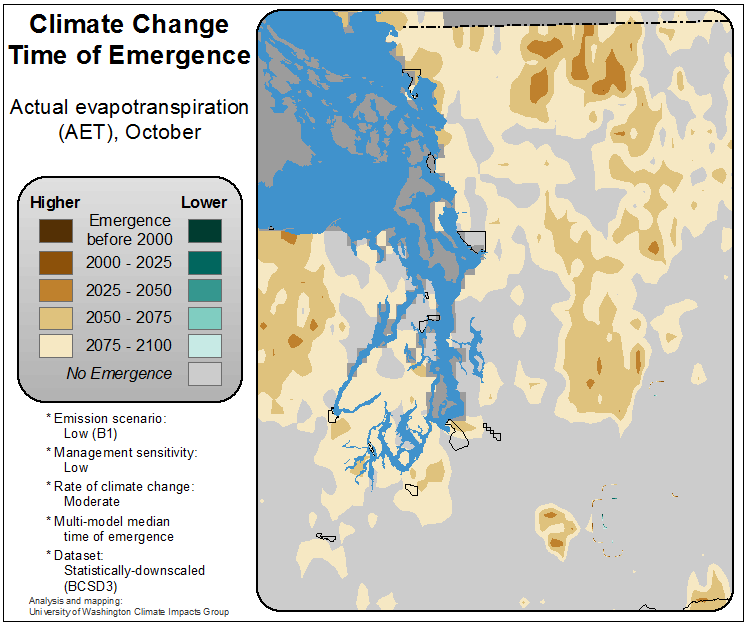 Climate Change
Time of Emergence
Actual evapotranspiration
(AET), October
Higher Lower
Emergence
before 2000
2000 - 2025
2025 - 2050
2050 - 2075
2075 - 2100
No Emergence
* Emission scenario:
Low (B1)
* Management sensitivity:
Low
* Rate of climate change:
Moderate
* Multi-model median
time of emergence
* Dataset:
Statistically-downscaled
(BCSD3)
Analysis and mapping:
University of Washington Climate Impacts Group